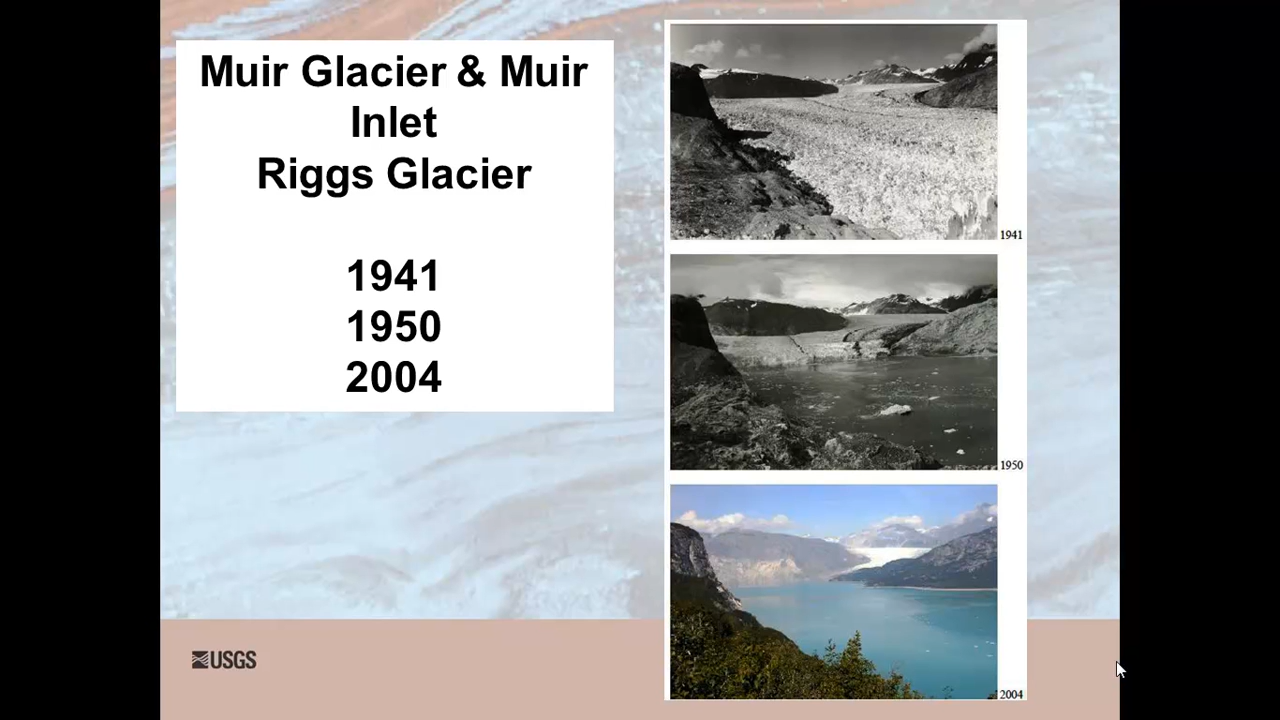 Muir Glacier & Muir
Inlet
Riggs Glacier
1941
1950
2004
1941
1950
2004
USGS